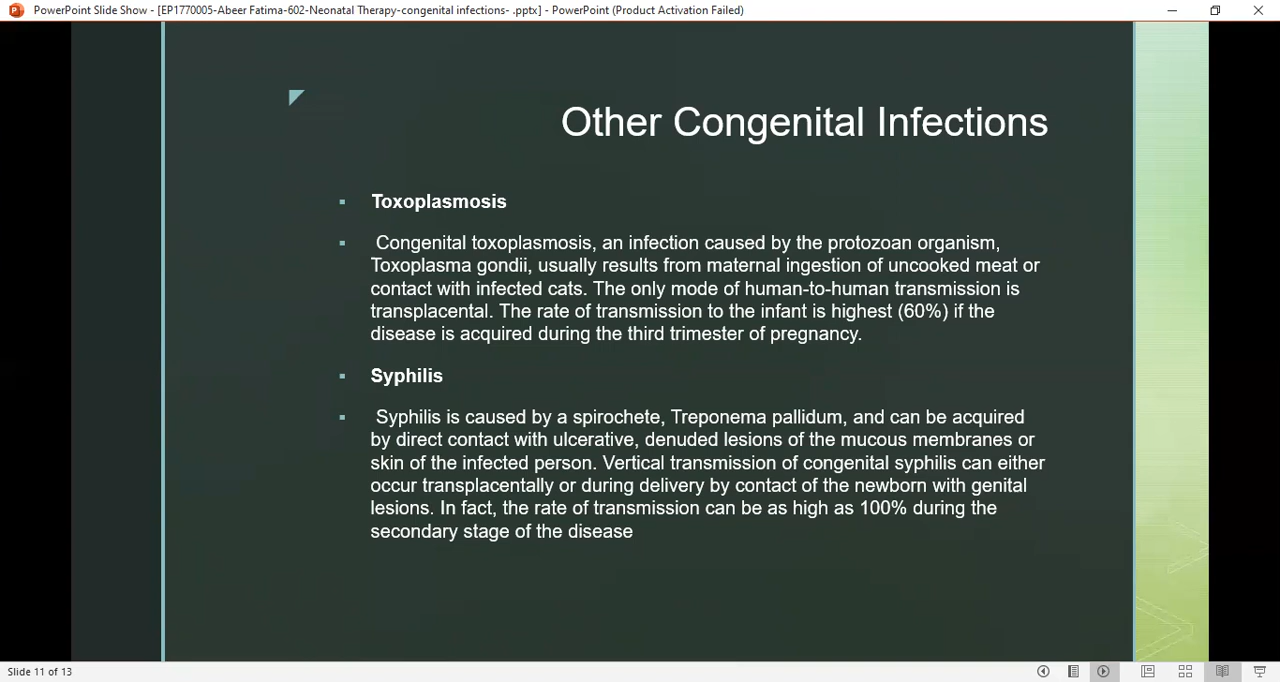 PowerPoint Slide Show - [EP1770005-Abeer Fatima-602-Neonatal Therapy-congenital infections- .pptx] - PowerPoint (Product Activation Failed)
Other Congenital Infections
▪ Toxoplasmosis
▪ Congenital toxoplasmosis, an infection caused by the protozoan organism,
Toxoplasma gondii, usually results from maternal ingestion of uncooked meat or
contact with infected cats. The only mode of human-to-human transmission is
transplacental. The rate of transmission to the infant is highest (60%) if the
disease is acquired during the third trimester of pregnancy.
▪ Syphilis
▪ Syphilis is caused by a spirochete, Treponema pallidum, and can be acquired
by direct contact with ulcerative, denuded lesions of the mucous membranes or
skin of the infected person. Vertical transmission of congenital syphilis can either
occur transplacentally or during delivery by contact of the newborn with genital
lesions. In fact, the rate of transmission can be as high as 100% during the
secondary stage of the disease
Slide 11 of 13